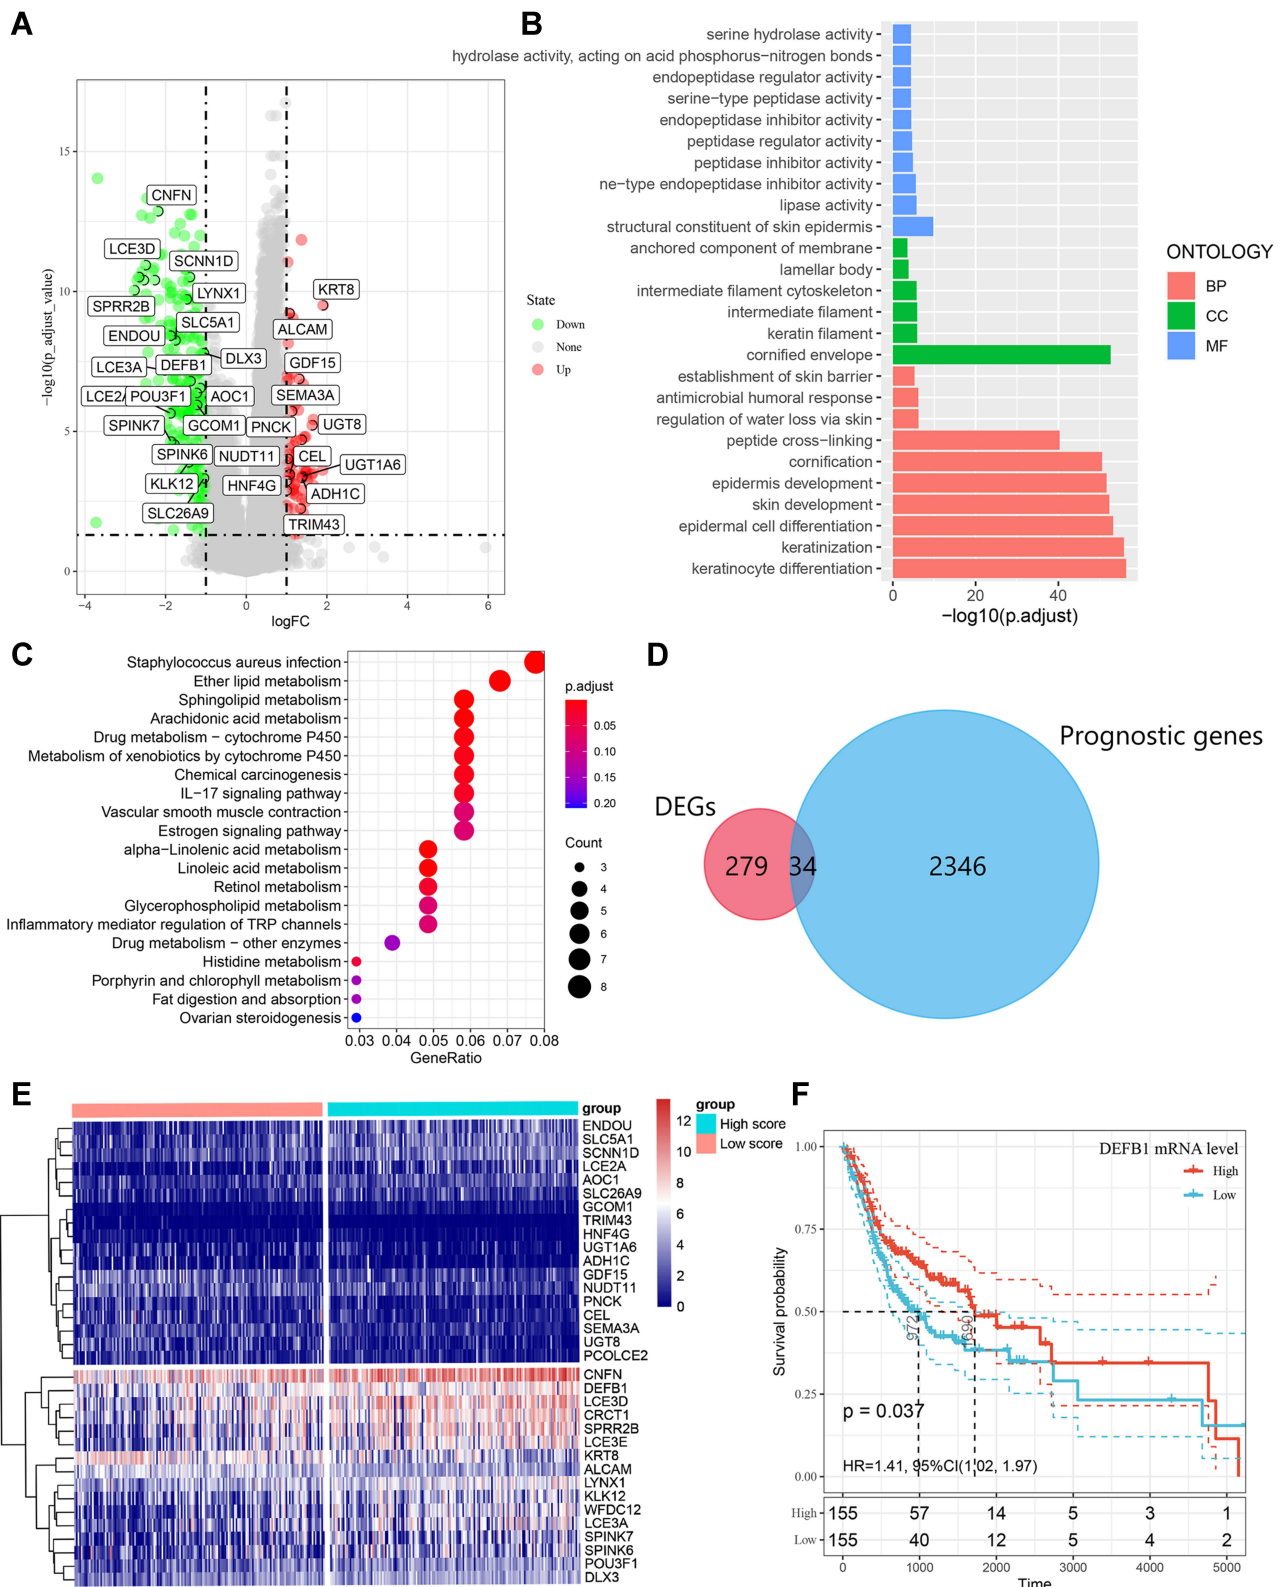 A
−log10(p_adjust_value)
15
10
5
0
−4
−2
0
2
4
6
logFC
CNFN
LCE3D
SCNN1D
KRT8
LYNX1
SPRR2B
SLC5A1
ALCAM
ENDOU
DLX3
LCE3A
DEFB1
GDF15
LCE2A
POU3F1
AOC1
SEMA3A
SPINK7
GCOM1
PNCK
UGT8
SPINK6
NUDT11
CEL
UGT1A6
KLK12
HNF4G
ADH1C
SLC26A9
TRIM43
State
Down
None
Up
B
serine hydrolase activity
hydrolase activity, acting on acid phosphorus−nitrogen bonds
endopeptidase regulator activity
serine−type peptidase activity
endopeptidase inhibitor activity
peptidase regulator activity
peptidase inhibitor activity
ne−type endopeptidase inhibitor activity
lipase activity
structural constituent of skin epidermis
anchored component of membrane
lamellar body
intermediate filament cytoskeleton
intermediate filament
keratin filament
cornified envelope
establishment of skin barrier
antimicrobial humoral response
regulation of water loss via skin
peptide cross−linking
cornification
epidermis development
skin development
epidermal cell differentiation
keratinization
keratinocyte differentiation
0
20
40
−log10(p.adjust)
ONTOLOGY
BP
CC
MF
C
Staphylococcus aureus infection
Ether lipid metabolism
Sphingolipid metabolism
Arachidonic acid metabolism
Drug metabolism − cytochrome P450
Metabolism of xenobiotics by cytochrome P450
Chemical carcinogenesis
IL−17 signaling pathway
Vascular smooth muscle contraction
Estrogen signaling pathway
alpha−Linolenic acid metabolism
Linoleic acid metabolism
Retinol metabolism
Glycerophospholipid metabolism
Inflammatory mediator regulation of TRP channels
Drug metabolism − other enzymes
Histidine metabolism
Porphyrin and chlorophyll metabolism
Fat digestion and absorption
Ovarian steroidogenesis
0.03 0.04 0.05 0.06 0.07 0.08
GeneRatio
p.adjust
0.05
0.10
0.15
0.20
Count
3
4
5
6
7
8
D
Prognostic genes
DEGs
279
34
2346
E
group
ENDOU
SLC5A1
SCNN1D
LCE2A
AOC1
SLC26A9
GCOM1
TRIM43
HNF4G
UGT1A6
ADH1C
GDF15
NUDT11
PNCK
CEL
SEMA3A
UGT8
PCOLCE2
CNFN
DEFB1
LCE3D
CRCT1
SPRR2B
LCE3E
KRT8
ALCAM
LYNX1
KLK12
WFDC12
LCE3A
SPINK7
SPINK6
POU3F1
DLX3
12
10
8
6
4
2
0
group
High score
Low score
F
DEFB1 mRNA level
High
Low
Survival probability
1.00
0.75
0.50
0.25
0.00
972
1690
p = 0.037
HR=1.41, 95%CI(1.02, 1.97)
High 155 57 14 5 3 1
Low 155 40 12 5 4 2
0 1000 2000 3000 4000 5000
Time